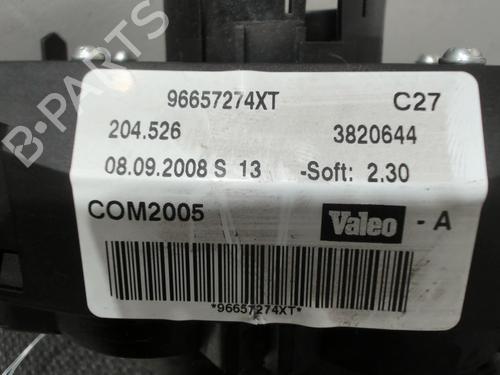 B-PARTS
96657274XT C27
204.526 3820644
08.09.2008 S 13 -Soft: 2.30
COM2005 Valeo - A
*96657274XT*